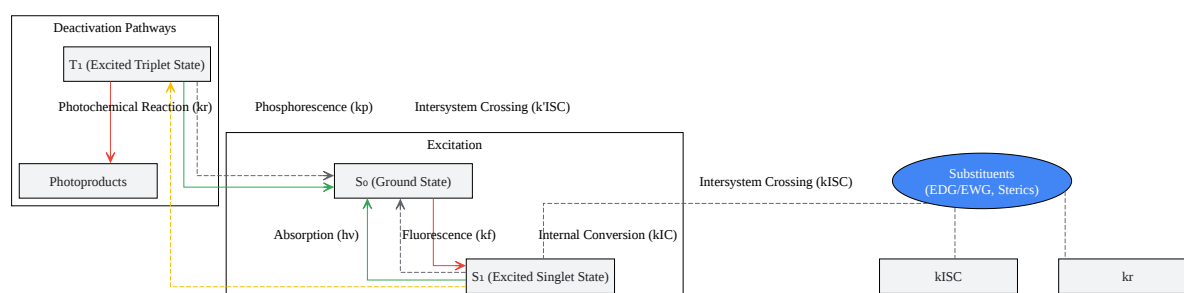 Deactivation Pathways
T₁ (Excited Triplet State)
Photochemical Reaction (kr)
Phosphorescence (kp)
Intersystem Crossing (k'ISC)
Excitation
Photoproducts
S₀ (Ground State)
Intersystem Crossing (kISC)
Substituents
(EDG/EWG, Sterics)
Absorption (hν)
Fluorescence (kf)
Internal Conversion (kIC)
S₁ (Excited Singlet State)
kISC
kr